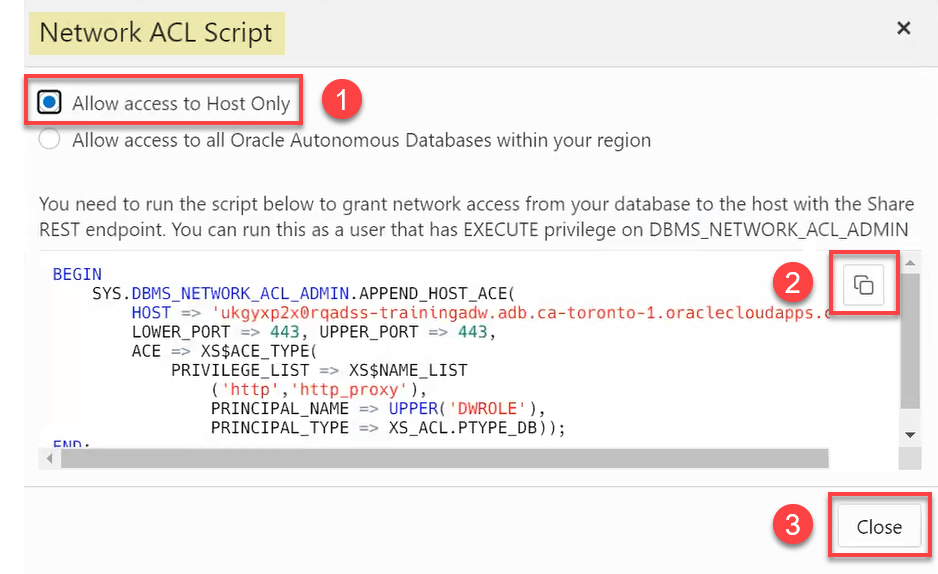 Network ACL Script
×
Allow access to Host Only
1
Allow access to all Oracle Autonomous Databases within your region
You need to run the script below to grant network access from your database to the host with the Share
REST endpoint. You can run this as a user that has EXECUTE privilege on DBMS_NETWORK_ACL_ADMIN
2
BEGIN
SYS.DBMS_NETWORK_ACL_ADMIN.APPEND_HOST_ACE(
HOST => 'ukgyxp2x0rqadss-trainingadw.adb.ca-toronto-1.oraclecloudapps.
LOWER_PORT => 443, UPPER_PORT => 443,
ACE => XS$ACE_TYPE(
PRIVILEGE_LIST => XS$NAME_LIST
('http','http_proxy'),
PRINCIPAL_NAME => UPPER('DWROLE'),
PRINCIPAL_TYPE => XS_ACL.PTYPE_DB));
END;
3
Close